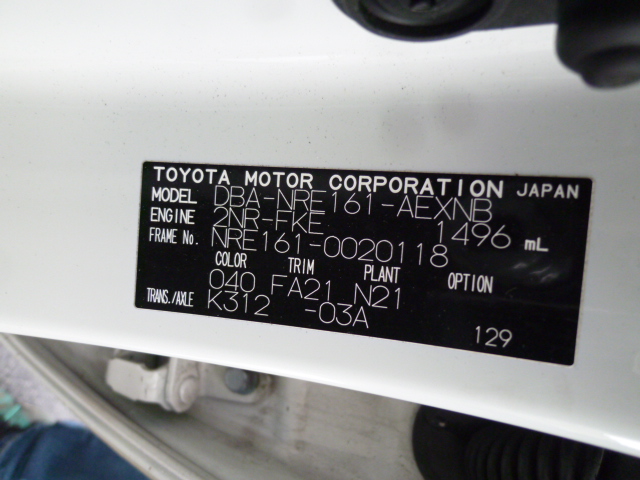 TOYOTA MOTOR CORPORATION JAPAN
MODEL DBA-NRE161-AEXNB
ENGINE 2NR-FKE 1496 mL
FRAME No. NRE161-0020118
COLOR TRIM PLANT OPTION
040 FA21 N21
TRANS./AXLE K312 -03A
129